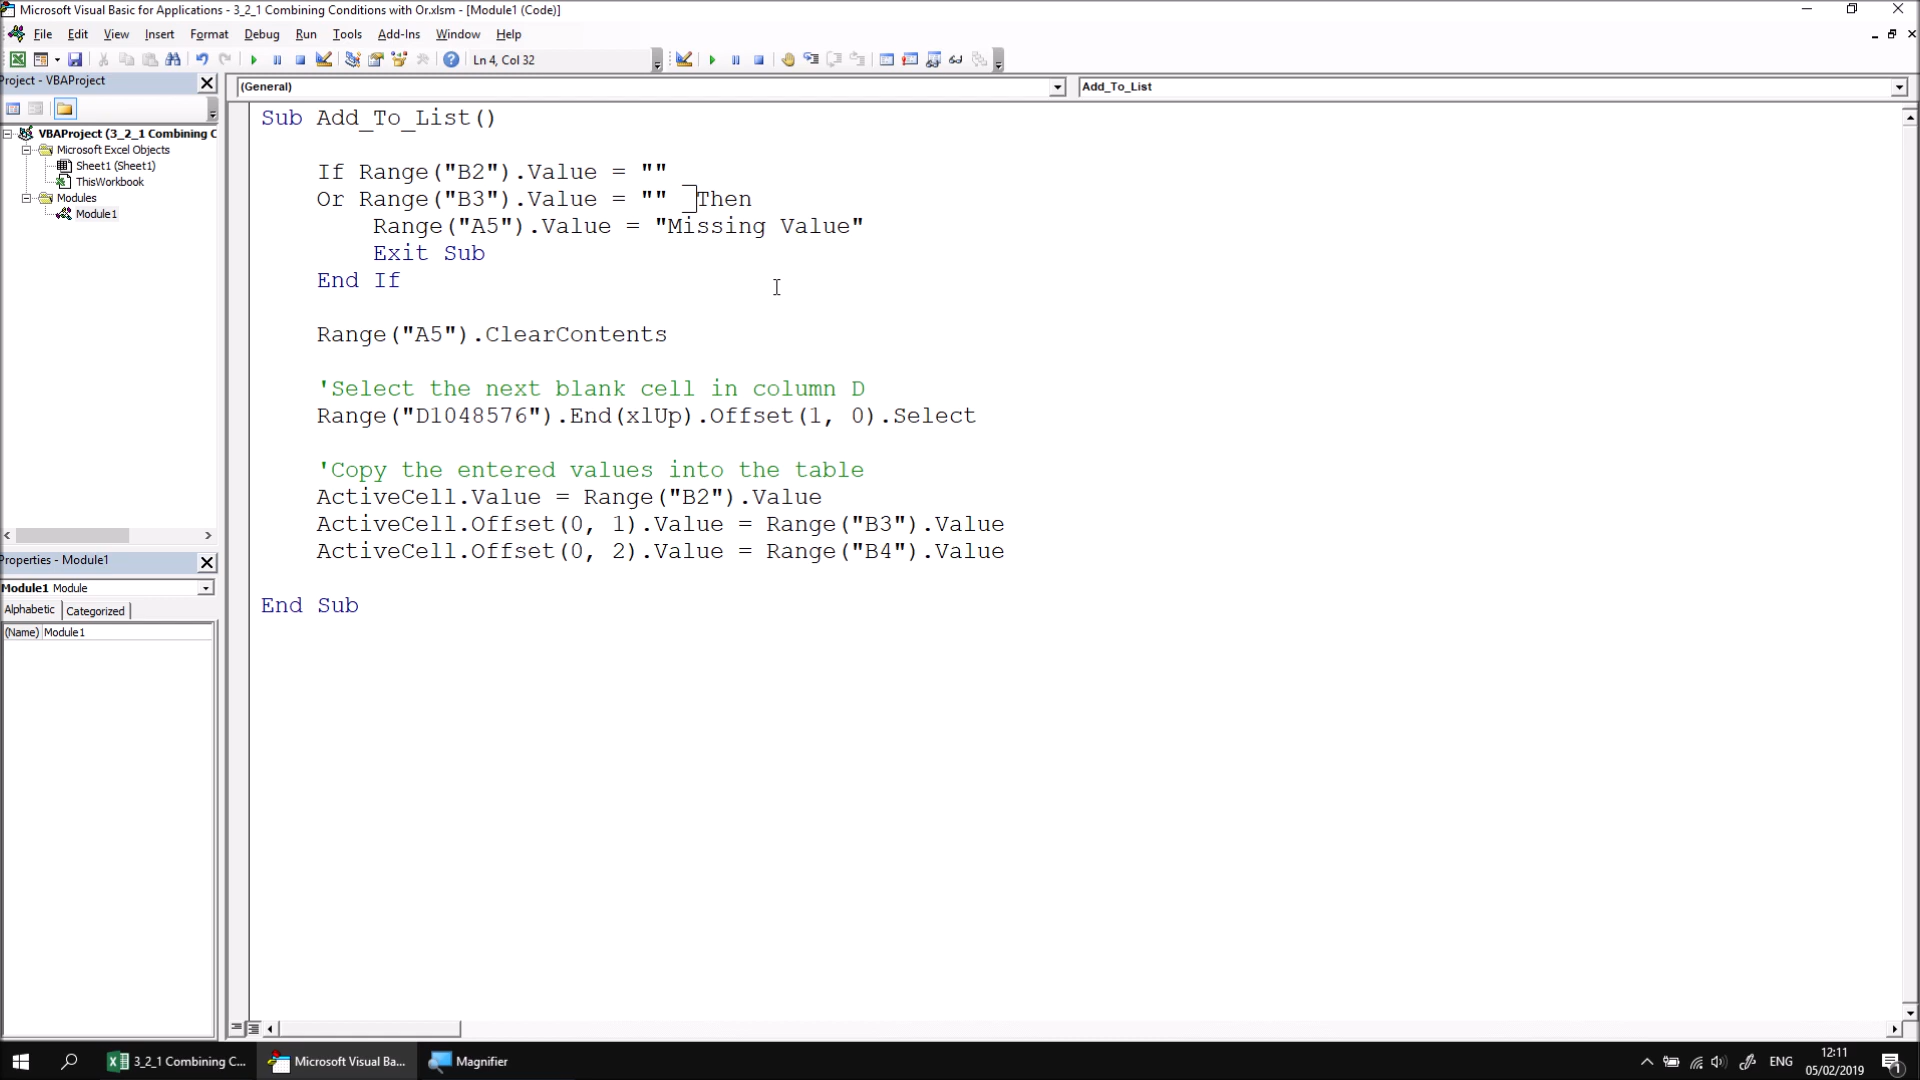 Microsoft Visual Basic for Applications - 3_2_1 Combining Conditions with Or.xlsm - [Module1 (Code)]
File Edit View Insert Format Debug Run Tools Add-Ins Window Help
Ln 4, Col 32
Project - VBAProject
VBAProject (3_2_1 Combining C
Microsoft Excel Objects
Sheet1 (Sheet1)
ThisWorkbook
Modules
Module1
Properties - Module1
Module1 Module
Alphabetic Categorized
(Name) Module1
(General) Add_To_List
Sub Add_To_List()
If Range("B2").Value = ""
Or Range("B3").Value = "" _Then
Range("A5").Value = "Missing Value"
Exit Sub
End If
Range("A5").ClearContents
'Select the next blank cell in column D
Range("D1048576").End(xlUp).Offset(1, 0).Select
'Copy the entered values into the table
ActiveCell.Value = Range("B2").Value
ActiveCell.Offset(0, 1).Value = Range("B3").Value
ActiveCell.Offset(0, 2).Value = Range("B4").Value
End Sub
3_2_1 Combining C... Microsoft Visual Ba... Magnifier
ENG
12:11
05/02/2019
1